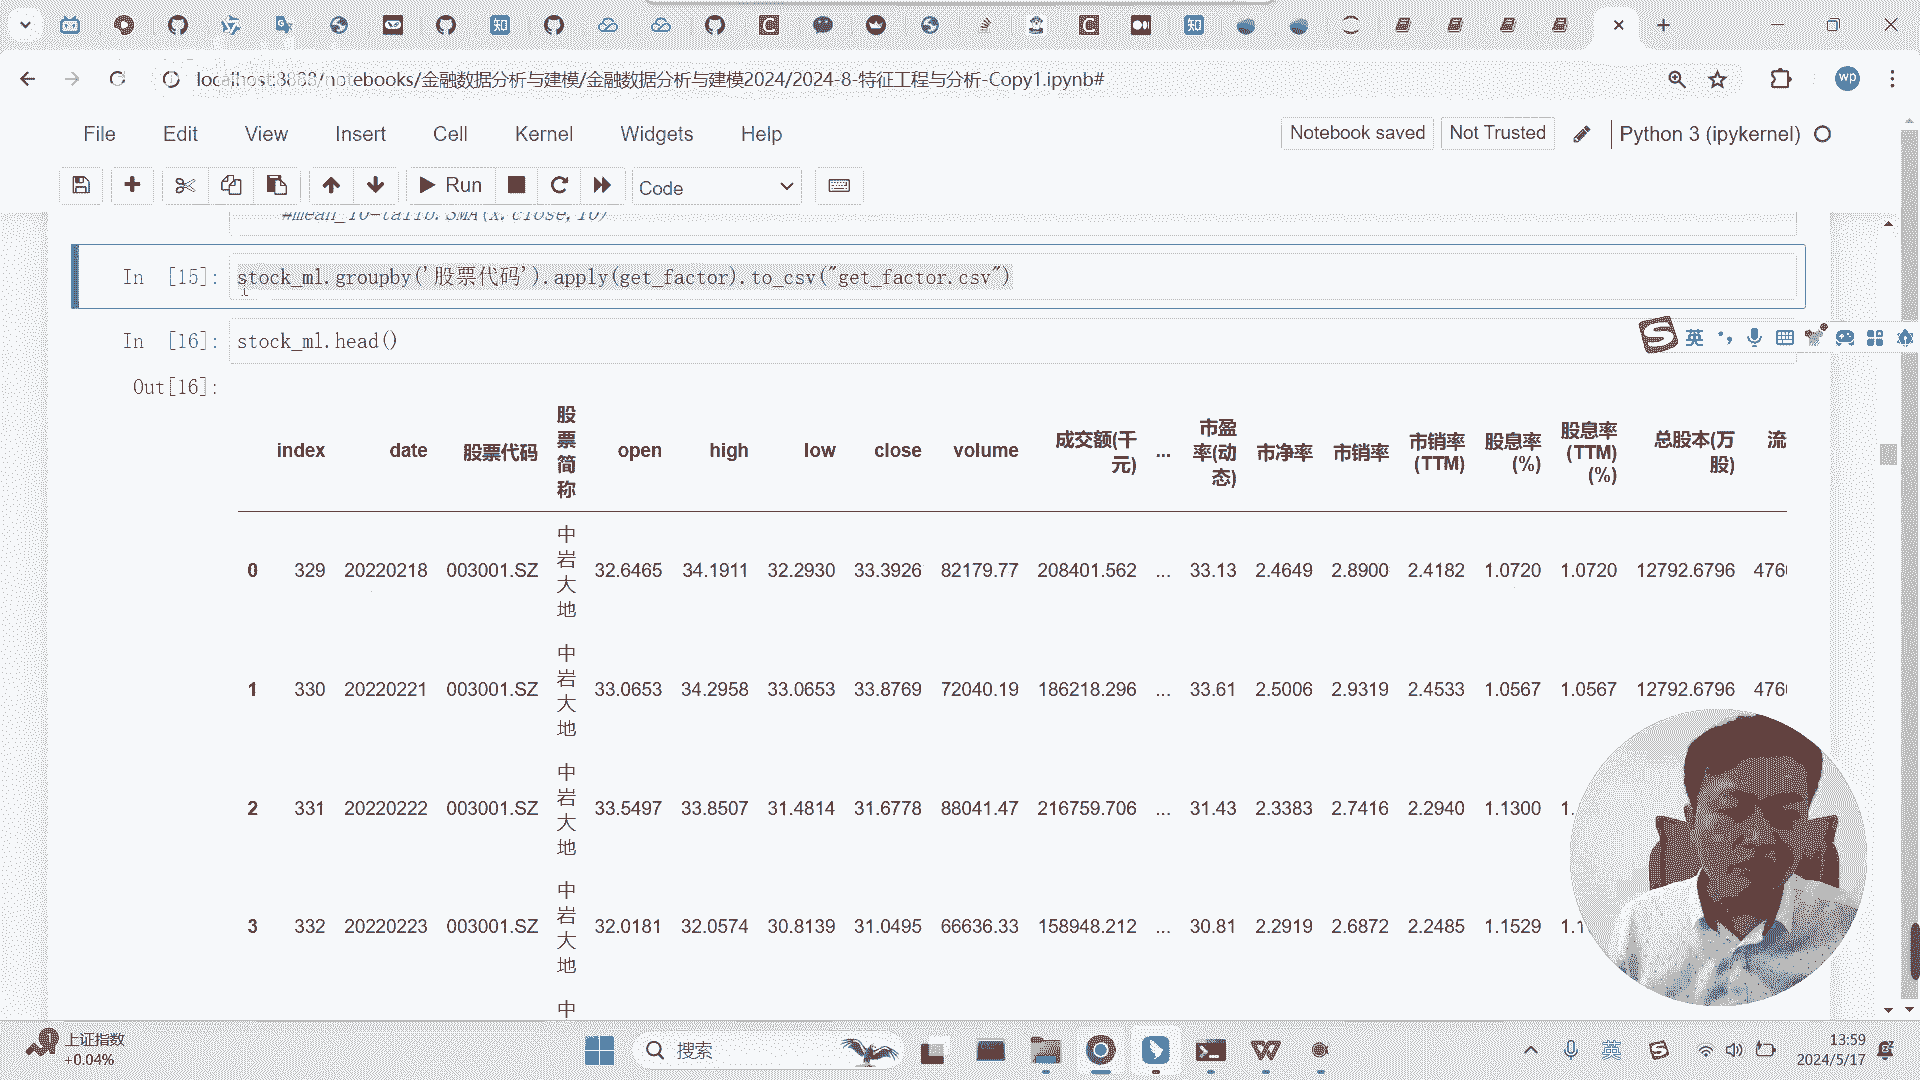 localhost:8888/notebooks/金融数据分析与建模/金融数据分析与建模2024/2024-8-特征工程与分析-Copy1.ipynb#
wp
File Edit View Insert Cell Kernel Widgets Help
Notebook saved Not Trusted Python 3 (ipykernel)
Run Code
#mean_10=talib.SMA(x.close,10)
In [15]: stock_ml.groupby('股票代码').apply(get_factor).to_csv("get_factor.csv")
In [16]: stock_ml.head()
英
Out[16]:
index date 股票代码 股票简称 open high low close volume 成交额(千元) ... 市盈率(动态) 市净率 市销率 市销率(TTM) 股息率(%) 股息率(TTM)(%) 总股本(万股) 流
0 329 20220218 003001.SZ 中岩大地 32.6465 34.1911 32.2930 33.3926 82179.77 208401.562 ... 33.13 2.4649 2.8900 2.4182 1.0720 1.0720 12792.6796 476
1 330 20220221 003001.SZ 中岩大地 33.0653 34.2958 33.0653 33.8769 72040.19 186218.296 ... 33.61 2.5006 2.9319 2.4533 1.0567 1.0567 12792.6796 476
2 331 20220222 003001.SZ 中岩大地 33.5497 33.8507 31.4814 31.6778 88041.47 216759.706 ... 31.43 2.3383 2.7416 2.2940 1.1300 1.
3 332 20220223 003001.SZ 中岩大地 32.0181 32.0574 30.8139 31.0495 66636.33 158948.212 ... 30.81 2.2919 2.6872 2.2485 1.1529 1.1
中
上证指数
+0.04%
搜索
英
13:59
2024/5/17